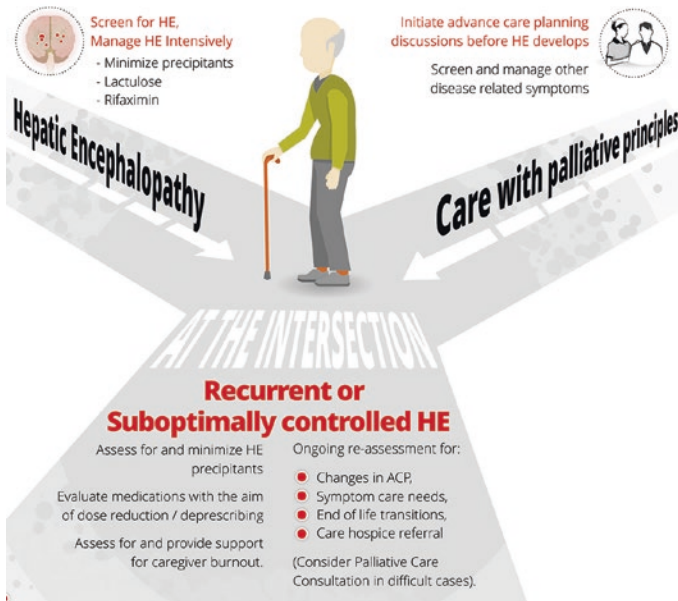 Screen for HE,
Manage HE Intensively
- Minimize precipitants
- Lactulose
- Rifaximin
Initiate advance care planning
discussions before HE develops
Screen and manage other
disease related symptoms
Hepatic Encephalopathy
Care with palliative principles
AT THE INTERSECTION
Recurrent or
Suboptimally controlled HE
Assess for and minimize HE
precipitants
Evaluate medications with the aim
of dose reduction / deprescribing
Assess for and provide support
for caregiver burnout.
Ongoing re-assessment for:
Changes in ACP,
Symptom care needs,
End of life transitions,
Care hospice referral
(Consider Palliative Care
Consultation in difficult cases).